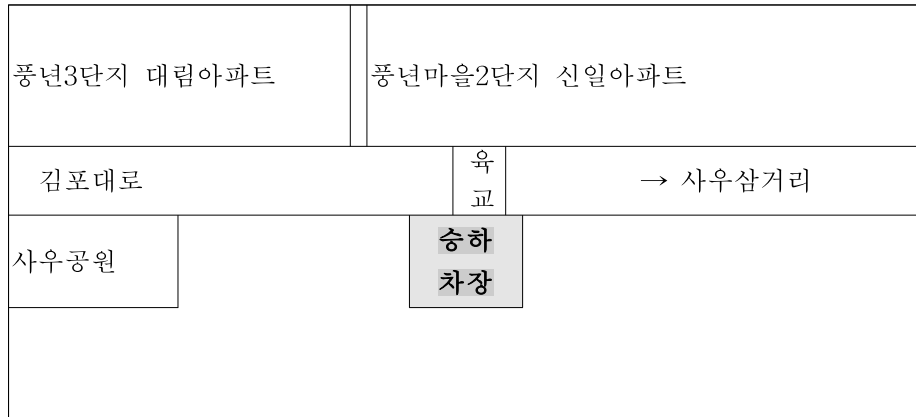 풍년3단지 대림아파트
풍년마을2단지 신일아파트
김포대로
육
교
→ 사우삼거리
사우공원
승하
차장